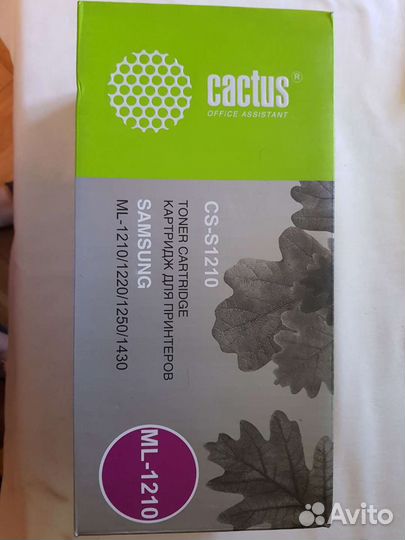 cactus®
OFFICE ASSISTANT
CS-S1210
TONER CARTRIDGE
КАРТРИДЖ ДЛЯ ПРИНТЕРОВ
SAMSUNG
ML-1210/1220/1250/1430
ML-1210
Avito